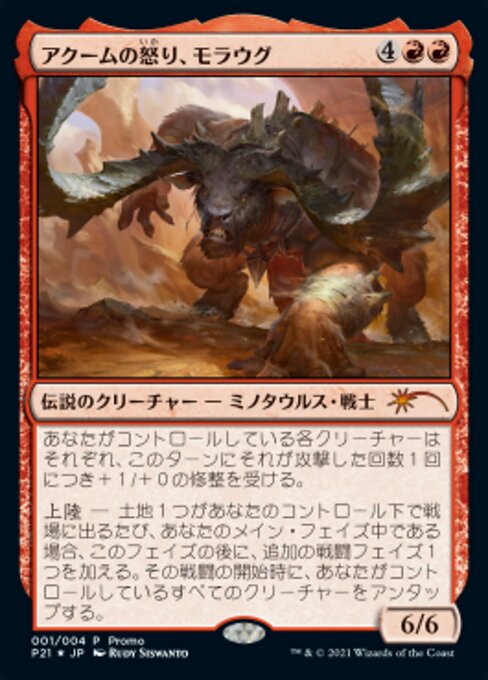 アクームの怒り、モラウグ 4
いか
伝説のクリーチャー — ミノタウルス・戦士
あなたがコントロールしている各クリーチャーは
それぞれ、このターンにそれが攻撃した回数1回
につき+1/+0の修整を受ける。
上陸 — 土地1つがあなたのコントロール下で戦
場に出るたび、あなたのメイン・フェイズ中である
場合、このフェイズの後に、追加の戦闘フェイズ1
つを加える。その戦闘の開始時に、あなたがコント
ロールしているすべてのクリーチャーをアンタッ
プする。
6/6
001/004 P Promo
P21 ★ JP Rudy Siswanto
™ & © 2021 Wizards of the Coast